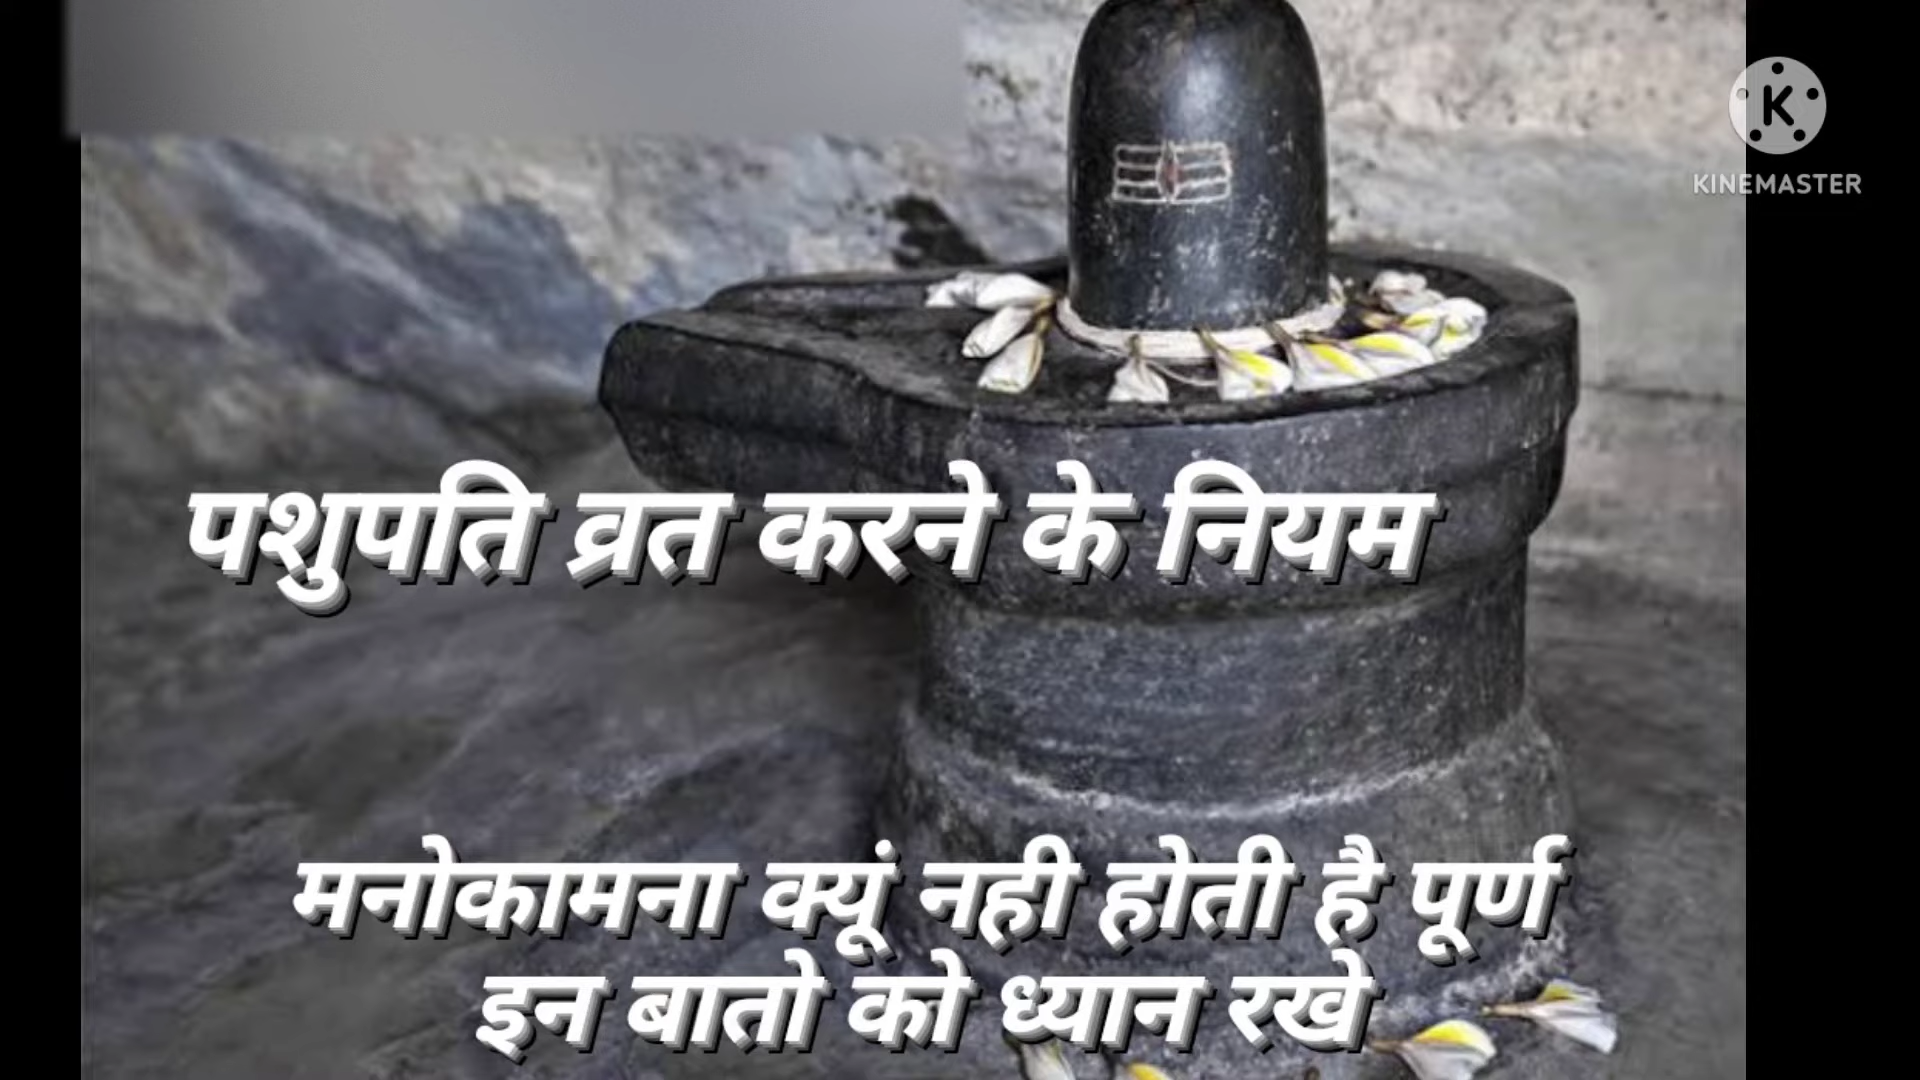 KINEMASTER
पशुपति व्रत करने के नियम
मनोकामना क्यूं नही होती है पूर्ण
इन बातो को ध्यान रखे